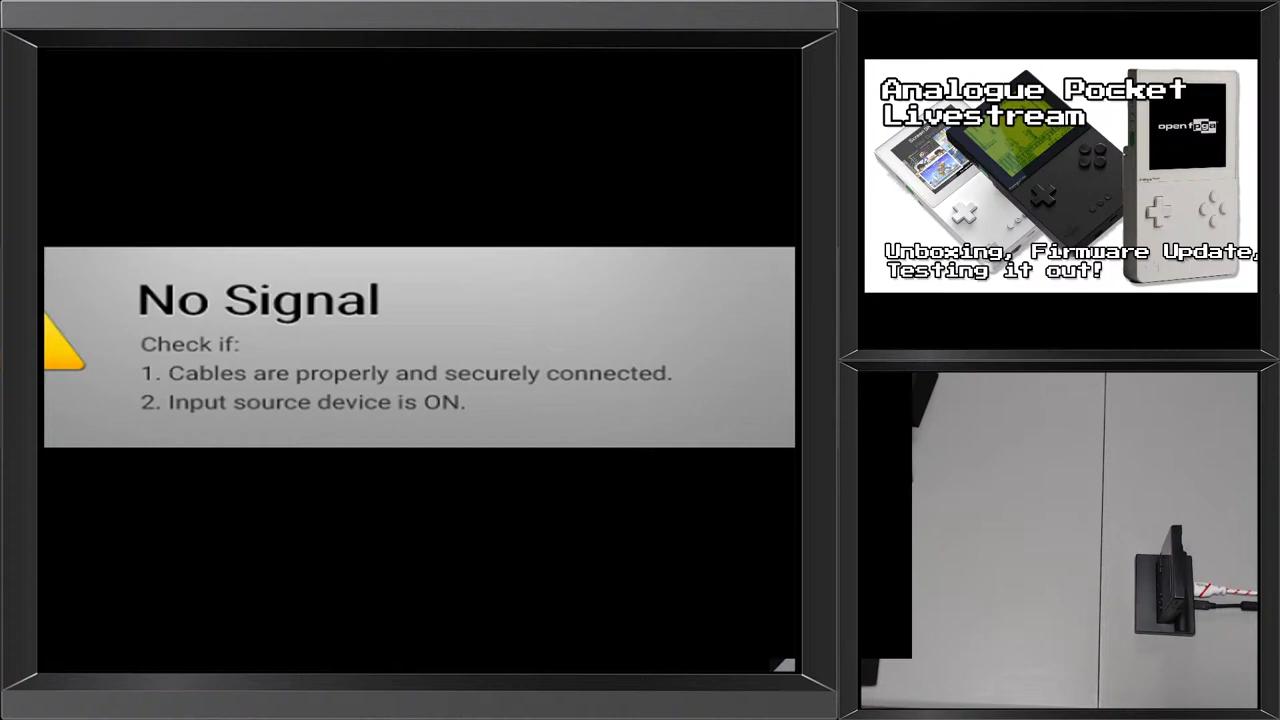 No Signal
Check if:
1. Cables are properly and securely connected.
2. Input source device is ON.
Analogue Pocket
Livestream
openfpga
Unboxing, Firmware Update,
Testing it out!